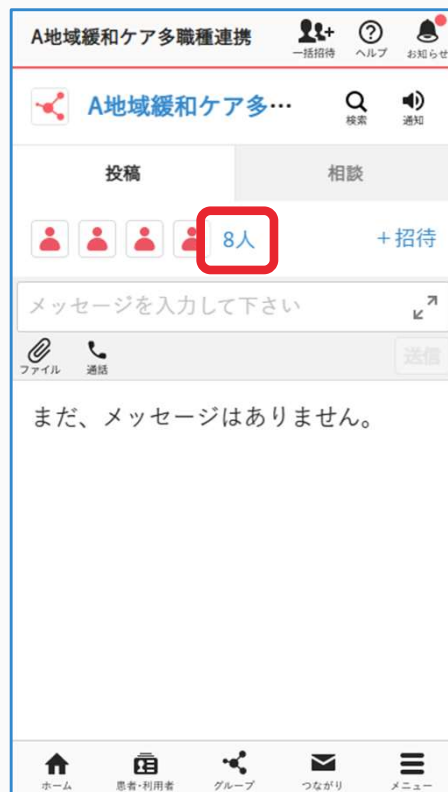 A地域緩和ケア多職種連携
一括招待 ヘルプ お知らせ
A地域緩和ケア多…
検索 通知
投稿 相談
8人 +招待
メッセージを入力して下さい
ファイル 通話 送信
まだ、メッセージはありません。
ホーム 患者・利用者 グループ つながり メニュー